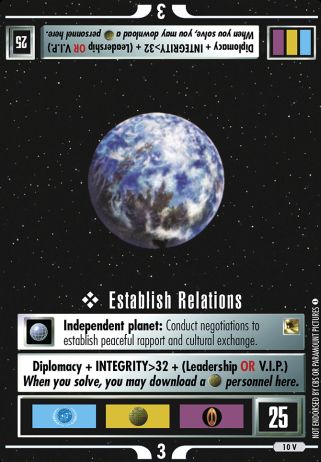 3
Diplomacy + INTEGRITY>32 + (Leadership OR V.I.P.)
When you solve, you may download a personnel here.
25
❖ Establish Relations
Independent planet: Conduct negotiations to
establish peaceful rapport and cultural exchange.
Diplomacy + INTEGRITY>32 + (Leadership OR V.I.P.)
When you solve, you may download a personnel here.
25
3
10 V
NOT ENDORSED BY CBS OR PARAMOUNT PICTURES